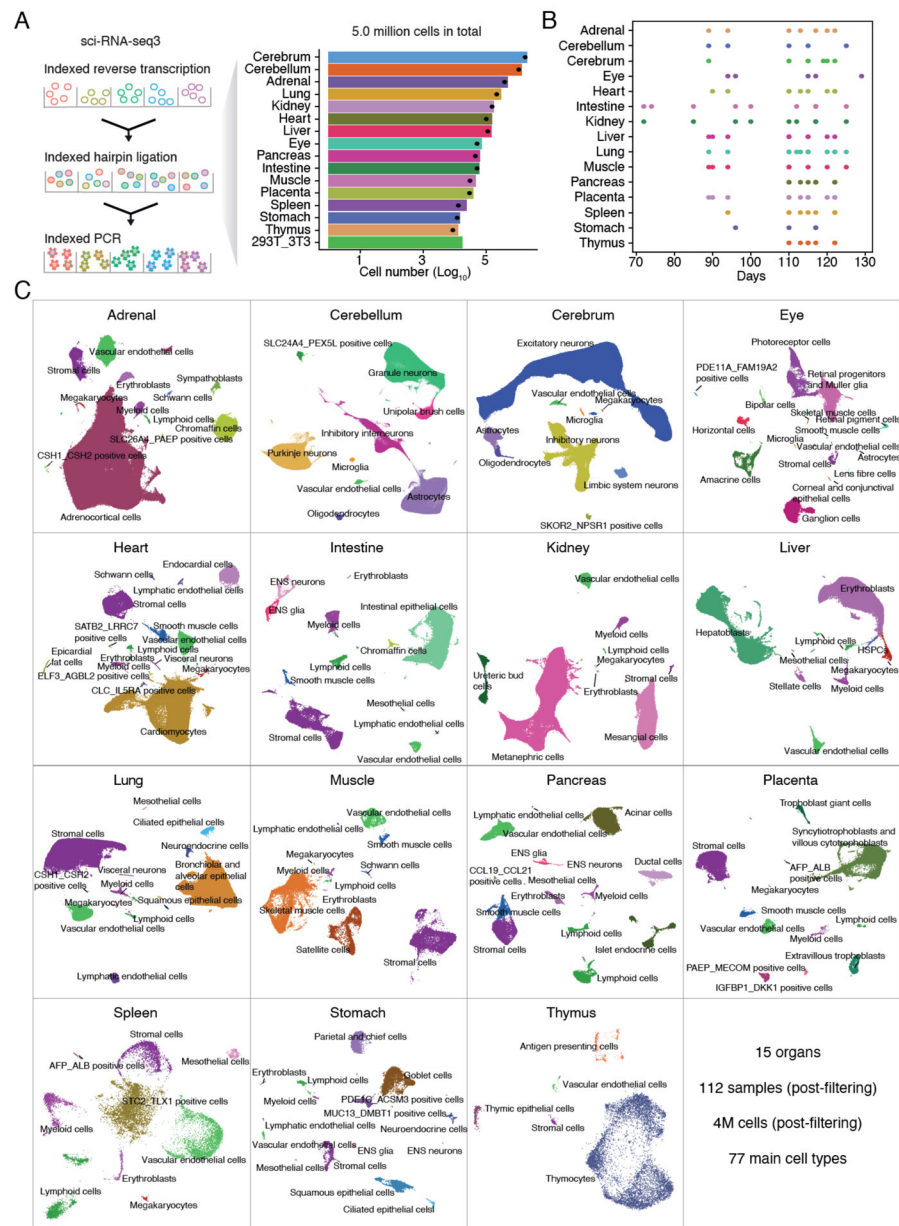 A
sci-RNA-seq3
Indexed reverse transcription
Indexed hairpin ligation
Indexed PCR
5.0 million cells in total
Cerebrum
Cerebellum
Adrenal
Lung
Kidney
Heart
Liver
Eye
Pancreas
Intestine
Muscle
Placenta
Spleen
Stomach
Thymus
293T_3T3
1 3 5
Cell number (Log10)
B
Adrenal
Cerebellum
Cerebrum
Eye
Heart
Intestine
Kidney
Liver
Lung
Muscle
Pancreas
Placenta
Spleen
Stomach
Thymus
70 80 90 100 110 120 130
Days
C
Adrenal
Vascular endothelial cells
Stromal cells
Erythroblasts
Sympathoblasts
Megakaryocytes
Schwann cells
Myeloid cells
Lymphoid cells
Chromaffin cells
SLC26A4_PAEP positive cells
CSH1_CSH2 positive cells
Adrenocortical cells
Cerebellum
SLC24A4_PEX5L positive cells
Granule neurons
Unipolar brush cells
Inhibitory interneurons
Purkinje neurons
Microglia
Vascular endothelial cells
Astrocytes
Oligodendrocytes
Cerebrum
Excitatory neurons
Vascular endothelial cells
Megakaryocytes
Microglia
Astrocytes
Inhibitory neurons
Oligodendrocytes
Limbic system neurons
SKOR2_NPSR1 positive cells
Eye
Photoreceptor cells
PDE11A_FAM19A2
positive cells
Retinal progenitors
and Muller glia
Bipolar cells
Skeletal muscle cells
Retinal pigment cells
Horizontal cells
Smooth muscle cells
Microglia
Vascular endothelial cells
Astrocytes
Stromal cells
Amacrine cells
Lens fibre cells
Corneal and conjunctival
epithelial cells
Ganglion cells
Heart
Endocardial cells
Schwann cells
Lymphatic endothelial cells
Stromal cells
SATB2_LRRC7
positive cells
Smooth muscle cells
Vascular endothelial cells
Epicardial
fat cells
Lymphoid cells
Erythroblasts
Visceral neurons
Myeloid cells
Megakaryocytes
ELF3_AGBL2 positive cells
CLC_IL5RA positive cells
Cardiomyocytes
Intestine
ENS neurons
Erythroblasts
ENS glia
Intestinal epithelial cells
Myeloid cells
Chromaffin cells
Lymphoid cells
Smooth muscle cells
Mesothelial cells
Lymphatic endothelial cells
Stromal cells
Vascular endothelial cells
Kidney
Vascular endothelial cells
Myeloid cells
Lymphoid cells
Megakaryocytes
Ureteric bud
cells
Stromal cells
Erythroblasts
Metanephric cells
Mesangial cells
Liver
Erythroblasts
Hepatoblasts
Lymphoid cells
HSPCs
Mesothelial cells
Megakaryocytes
Stellate cells
Myeloid cells
Vascular endothelial cells
Lung
Mesothelial cells
Ciliated epithelial cells
Stromal cells
Neuroendocrine cells
Bronchiolar and
alveolar epithelial
cells
CSH1_CSH2
positive cells
Visceral neurons
Myeloid cells
Megakaryocytes
Squamous epithelial cells
Lymphoid cells
Vascular endothelial cells
Lymphatic endothelial cells
Muscle
Vascular endothelial cells
Lymphatic endothelial cells
Smooth muscle cells
Megakaryocytes
Myeloid cells
Schwann cells
Lymphoid cells
Erythroblasts
Skeletal muscle cells
Satellite cells
Stromal cells
Pancreas
Lymphatic endothelial cells
Acinar cells
Vascular endothelial cells
ENS glia
ENS neurons
Ductal cells
CCL19_CCL21
positive cells
Mesothelial cells
Erythroblasts
Myeloid cells
Smooth muscle cells
Stromal cells
Lymphoid cells
Islet endocrine cells
Lymphoid cells
Placenta
Trophoblast giant cells
Stromal cells
Syncytiotrophoblasts and
villous cytotrophoblasts
AFP_ALB
positive cells
Megakaryocytes
Smooth muscle cells
Vascular endothelial cells
Lymphoid cells
Myeloid cells
Extravillous trophoblasts
PAEP_MECOM positive cells
IGFBP1_DKK1 positive cells
Spleen
Stromal cells
AFP_ALB positive cells
Mesothelial cells
STC2_TLX1 positive cells
Myeloid cells
Vascular endothelial cells
Erythroblasts
Lymphoid cells
Megakaryocytes
Stomach
Parietal and chief cells
Erythroblasts
Lymphoid cells
Goblet cells
Myeloid cells
PDE1C_ACSM3 positive cells
MUC13_DMBT1 positive cells
Lymphatic endothelial cells
Neuroendocrine cells
Vascular endothelial cells
ENS glia
ENS neurons
Mesothelial cells
Stromal cells
Squamous epithelial cells
Ciliated epithelial cells
Thymus
Antigen presenting cells
Vascular endothelial cells
Thymic epithelial cells
Stromal cells
Thymocytes
15 organs
112 samples (post-filtering)
4M cells (post-filtering)
77 main cell types